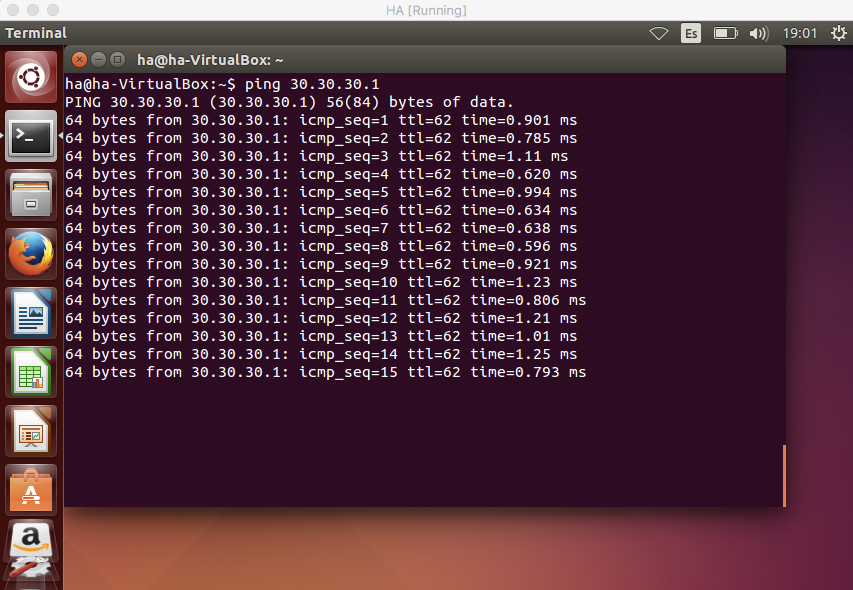 HA [Running]
Terminal
Es
19:01
ha@ha-VirtualBox: ~
ha@ha-VirtualBox:~$ ping 30.30.30.1
PING 30.30.30.1 (30.30.30.1) 56(84) bytes of data.
64 bytes from 30.30.30.1: icmp_seq=1 ttl=62 time=0.901 ms
64 bytes from 30.30.30.1: icmp_seq=2 ttl=62 time=0.785 ms
64 bytes from 30.30.30.1: icmp_seq=3 ttl=62 time=1.11 ms
64 bytes from 30.30.30.1: icmp_seq=4 ttl=62 time=0.620 ms
64 bytes from 30.30.30.1: icmp_seq=5 ttl=62 time=0.994 ms
64 bytes from 30.30.30.1: icmp_seq=6 ttl=62 time=0.634 ms
64 bytes from 30.30.30.1: icmp_seq=7 ttl=62 time=0.638 ms
64 bytes from 30.30.30.1: icmp_seq=8 ttl=62 time=0.596 ms
64 bytes from 30.30.30.1: icmp_seq=9 ttl=62 time=0.921 ms
64 bytes from 30.30.30.1: icmp_seq=10 ttl=62 time=1.23 ms
64 bytes from 30.30.30.1: icmp_seq=11 ttl=62 time=0.806 ms
64 bytes from 30.30.30.1: icmp_seq=12 ttl=62 time=1.21 ms
64 bytes from 30.30.30.1: icmp_seq=13 ttl=62 time=1.01 ms
64 bytes from 30.30.30.1: icmp_seq=14 ttl=62 time=1.25 ms
64 bytes from 30.30.30.1: icmp_seq=15 ttl=62 time=0.793 ms